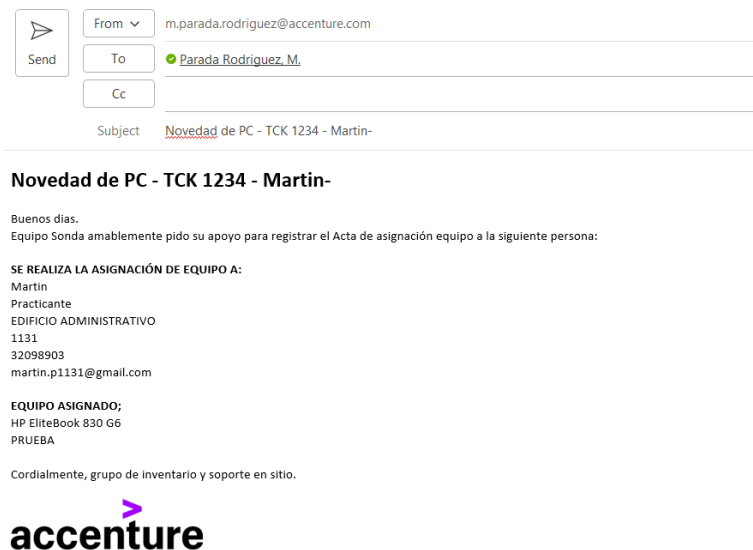 Send
From
m.parada.rodriguez@accenture.com
To
Parada Rodriguez, M.
Cc
Subject
Novedad de PC - TCK 1234 - Martin-
Novedad de PC - TCK 1234 - Martin-
Buenos dias.
Equipo Sonda amablemente pido su apoyo para registrar el Acta de asignación equipo a la siguiente persona:
SE REALIZA LA ASIGNACIÓN DE EQUIPO A:
Martin
Practicante
EDIFICIO ADMINISTRATIVO
1131
32098903
martin.p1131@gmail.com
EQUIPO ASIGNADO;
HP EliteBook 830 G6
PRUEBA
Cordialmente, grupo de inventario y soporte en sitio.
accenture